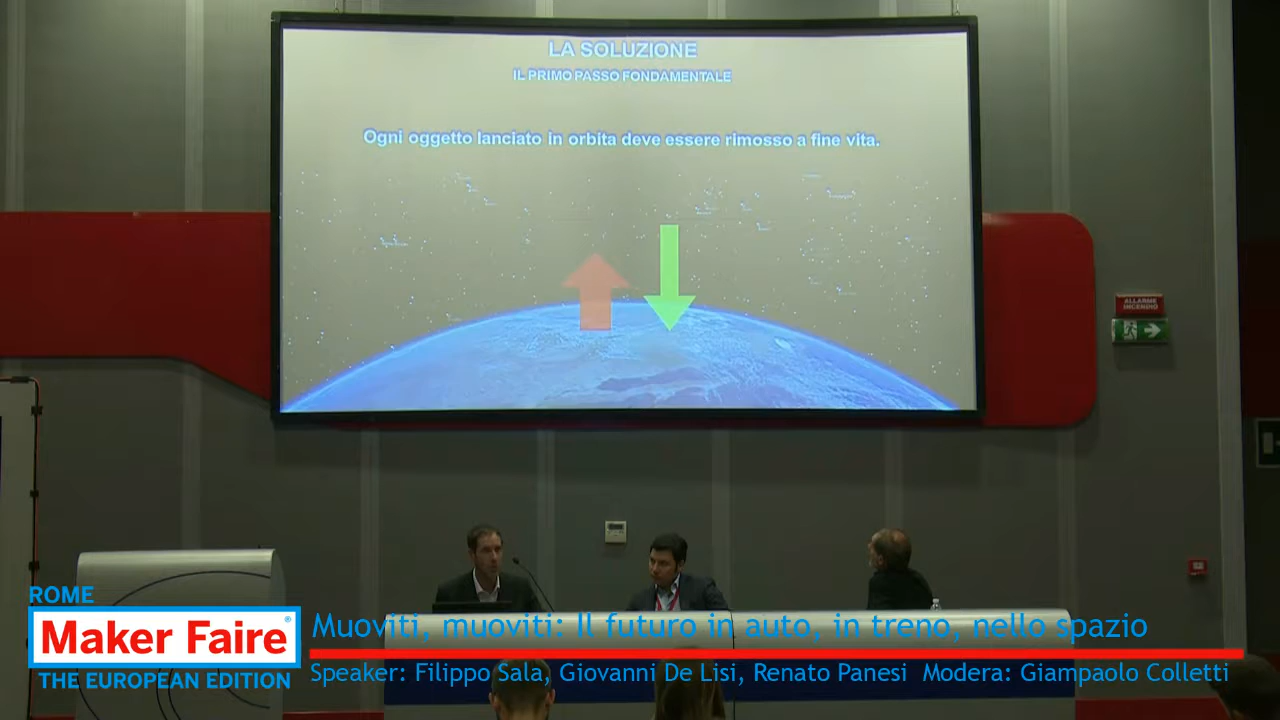 LA SOLUZIONE
IL PRIMO PASSO FONDAMENTALE
Ogni oggetto lanciato in orbita deve essere rimosso a fine vita.
ALLARME
INCENDIO
ROME
Maker Faire®
THE EUROPEAN EDITION
Muoviti, muoviti: Il futuro in auto, in treno, nello spazio
Speaker: Filippo Sala, Giovanni De Lisi, Renato Panesi Modera: Giampaolo Colletti